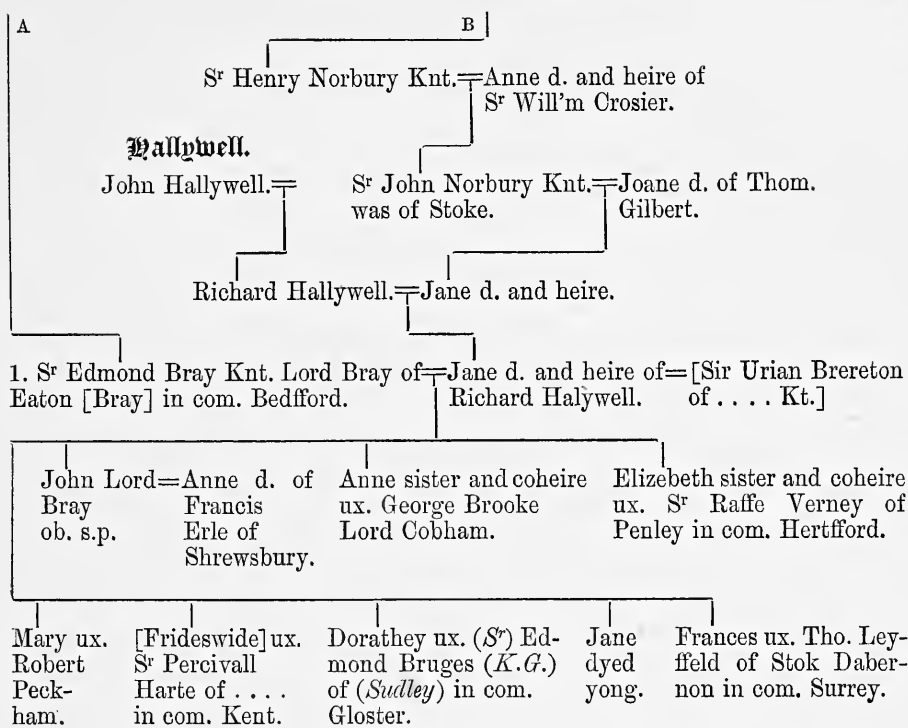 A B
Sʳ Henry Norbury Knt.=Anne d. and heire of
Sʳ Will'm Crosier.
Hallywell.
John Hallywell.=
Sʳ John Norbury Knt.=Joane d. of Thom.
was of Stoke. Gilbert.
Richard Hallywell.=Jane d. and heire.
1. Sʳ Edmond Bray Knt. Lord Bray of=Jane d. and heire of=[Sir Urian Brereton
Eaton [Bray] in com. Bedfford. Richard Halywell. of . . . . Kt.]
John Lord=Anne d. of
Bray Francis
ob. s.p. Erle of
Shrewsbury.
Anne sister and coheire
ux. George Brooke
Lord Cobham.
Elizebeth sister and coheire
ux. Sʳ Raffe Verney of
Penley in com. Hertfford.
Mary ux.
Robert
Peck-
ham.
[Frideswide] ux.
Sʳ Percivall
Harte of . . . .
in com. Kent.
Dorathey ux. (Sʳ) Ed-
mond Bruges (K.G.)
of (Sudley) in com.
Gloster.
Jane
dyed
yong.
Frances ux. Tho. Ley-
ffeld of Stok Daber-
non in com. Surrey.